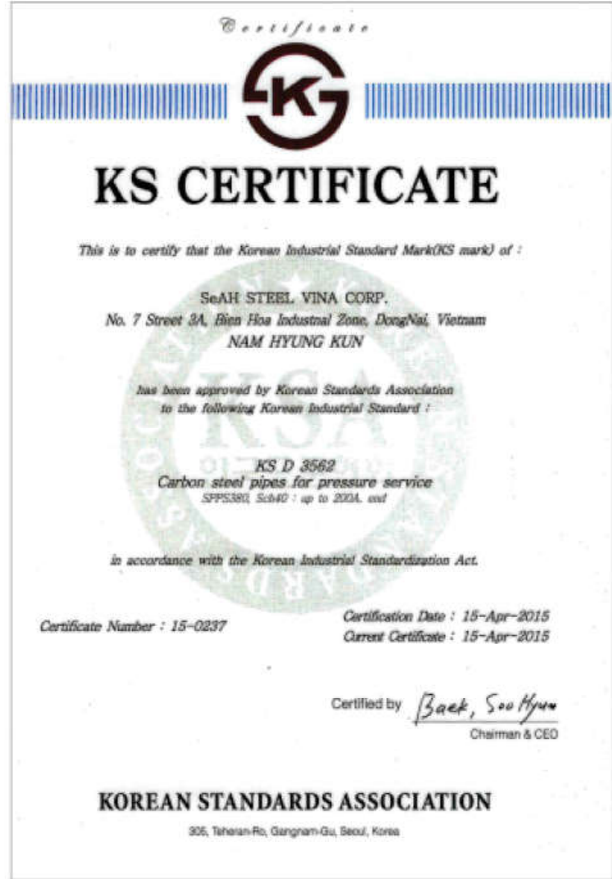 Certificate
K
KS CERTIFICATE
This is to certify that the Korean Industrial Standard Mark(KS mark) of :
SeAH STEEL VINA CORP.
No. 7 Street 3A, Bien Hoa Industrial Zone, DongNai, Vietnam
NAM HYUNG KUN
has been approved by Korean Standards Association
to the following Korean Industrial Standard :
KSA
KS D 3562
Carbon steel pipes for pressure service
SPPS380, Sch40 : up to 200A. end
in accordance with the Korean Industrial Standardization Act.
Certificate Number : 15-0237
Certification Date : 15-Apr-2015
Current Certificate : 15-Apr-2015
Certified by Baek, Soo Hyun
Chairman & CEO
KOREAN STANDARDS ASSOCIATION
305, Teheran-Ro, Gangnam-Gu, Seoul, Korea